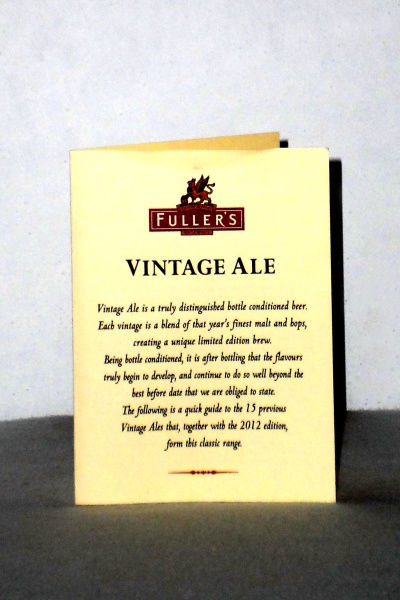 FULLER'S
VINTAGE ALE
Vintage Ale is a truly distinguished bottle conditioned beer.
Each vintage is a blend of that year's finest malt and hops,
creating a unique limited edition brew.
Being bottle conditioned, it is after bottling that the flavours
truly begin to develop, and continue to do so well beyond the
best before date that we are obliged to state.
The following is a quick guide to the 15 previous
Vintage Ales that, together with the 2012 edition,
form this classic range.